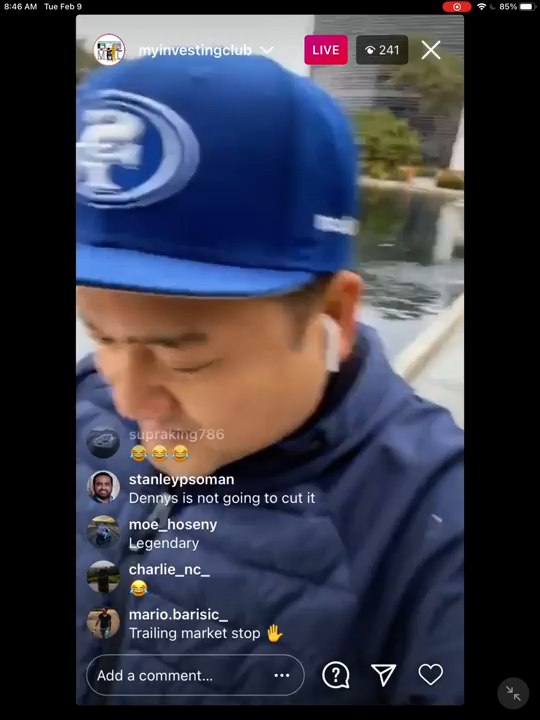 8:46 AM Tue Feb 9
85%
myinvestingclub
LIVE
241
SF
supraking786
😂😂😂
stanleypsoman
Dennys is not going to cut it
moe_hoseny
Legendary
charlie_nc_
😂
mario.barisic_
Trailing market stop ✋
Add a comment...